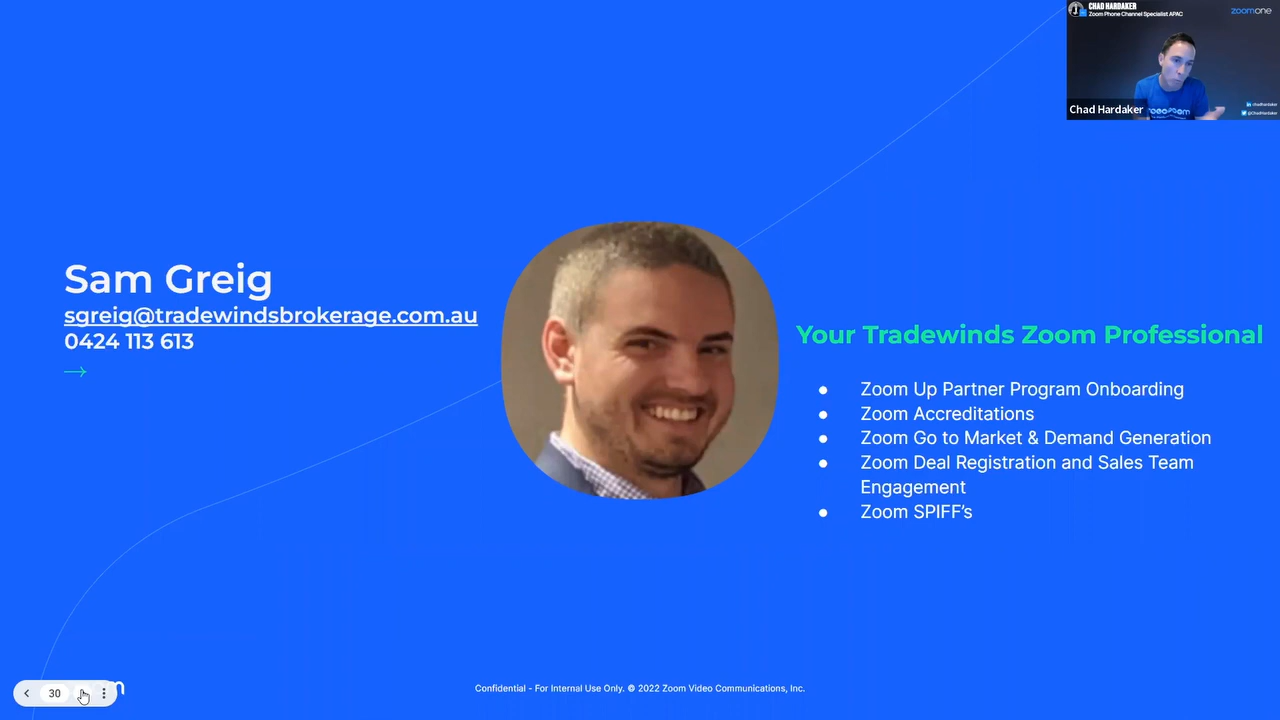 CHAD HARDAKER
Zoom Phone Channel Specialist APAC
zoomone
Chad Hardaker
chadhardaker
@ChadHardaker
Sam Greig
sgreig@tradewindsbrokerage.com.au
0424 113 613
Your Tradewinds Zoom Professional
● Zoom Up Partner Program Onboarding
● Zoom Accreditations
● Zoom Go to Market & Demand Generation
● Zoom Deal Registration and Sales Team
Engagement
● Zoom SPIFF’s
30
Confidential - For Internal Use Only. © 2022 Zoom Video Communications, Inc.